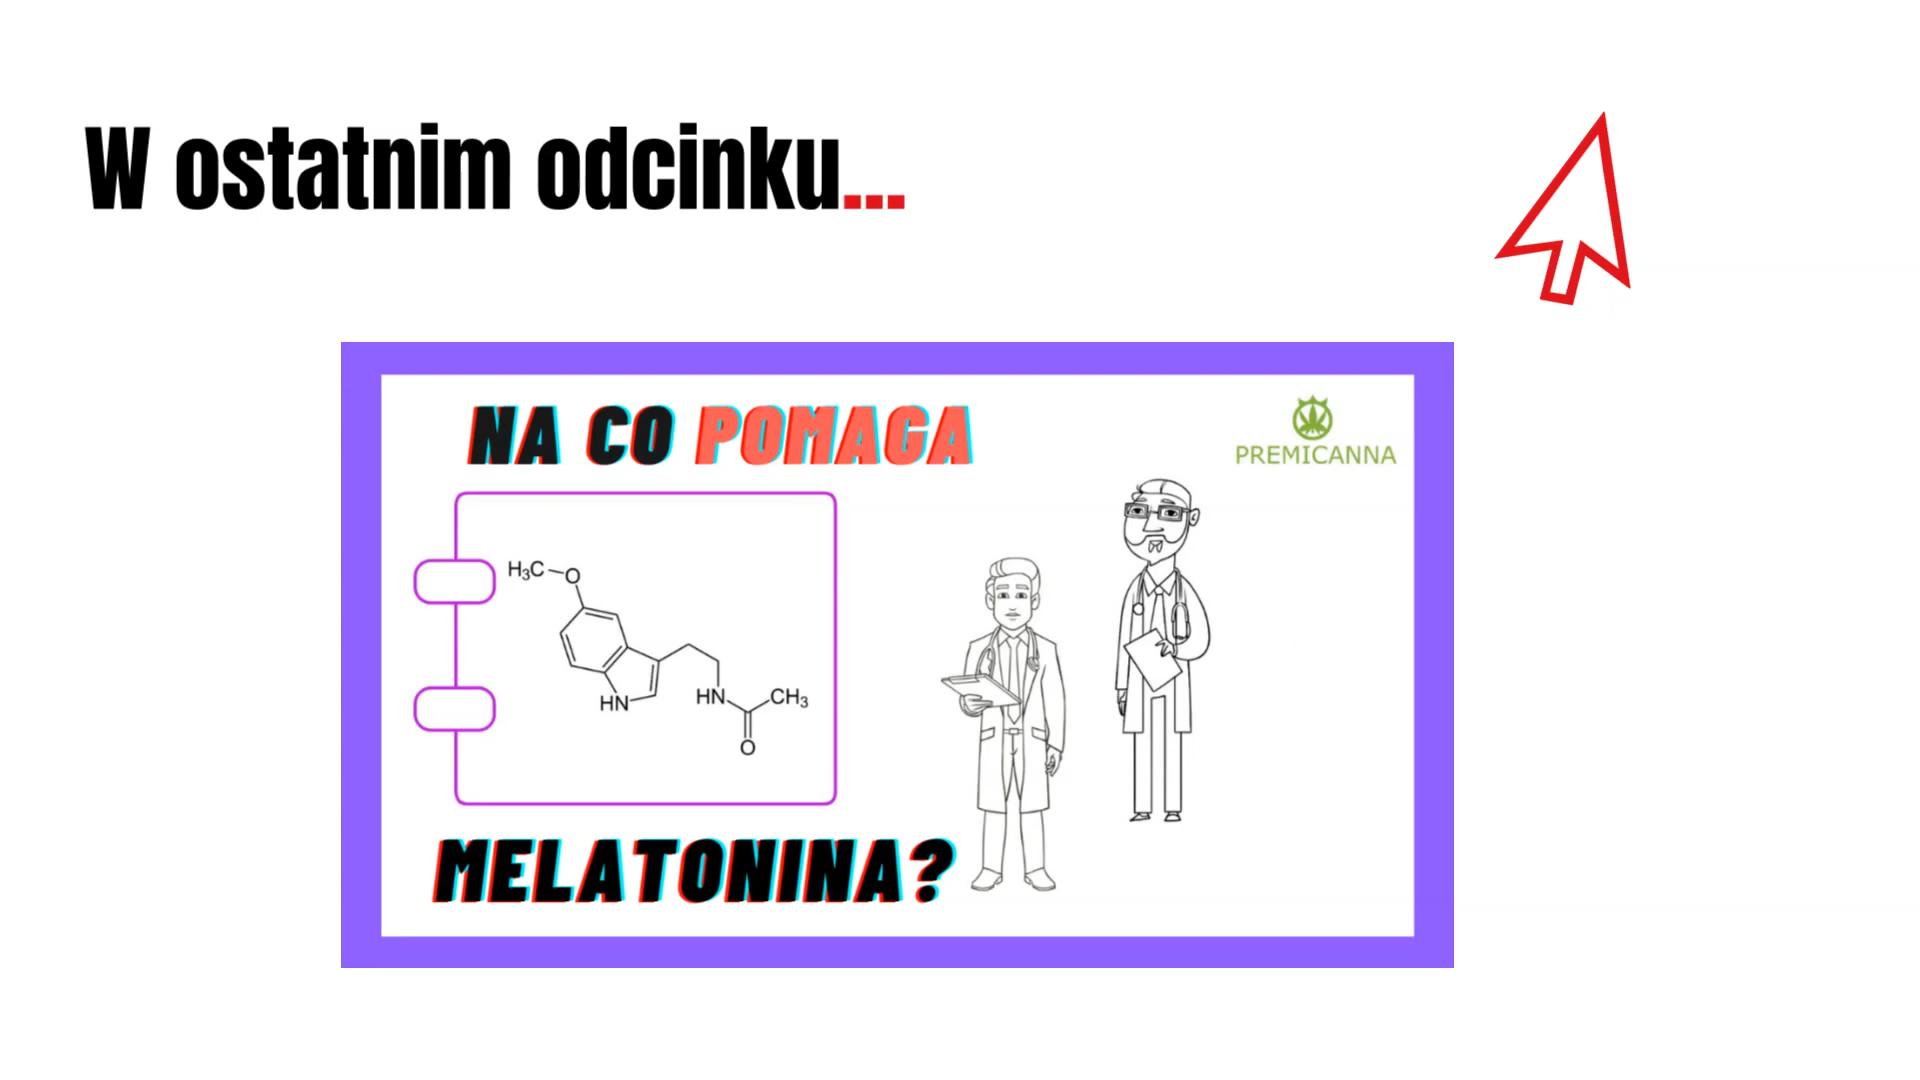 W ostatnim odcinku...
NA CO POMAGA
PREMICANNA
H₃C
O
HN
HN
CH₃
O
MELATONINA?